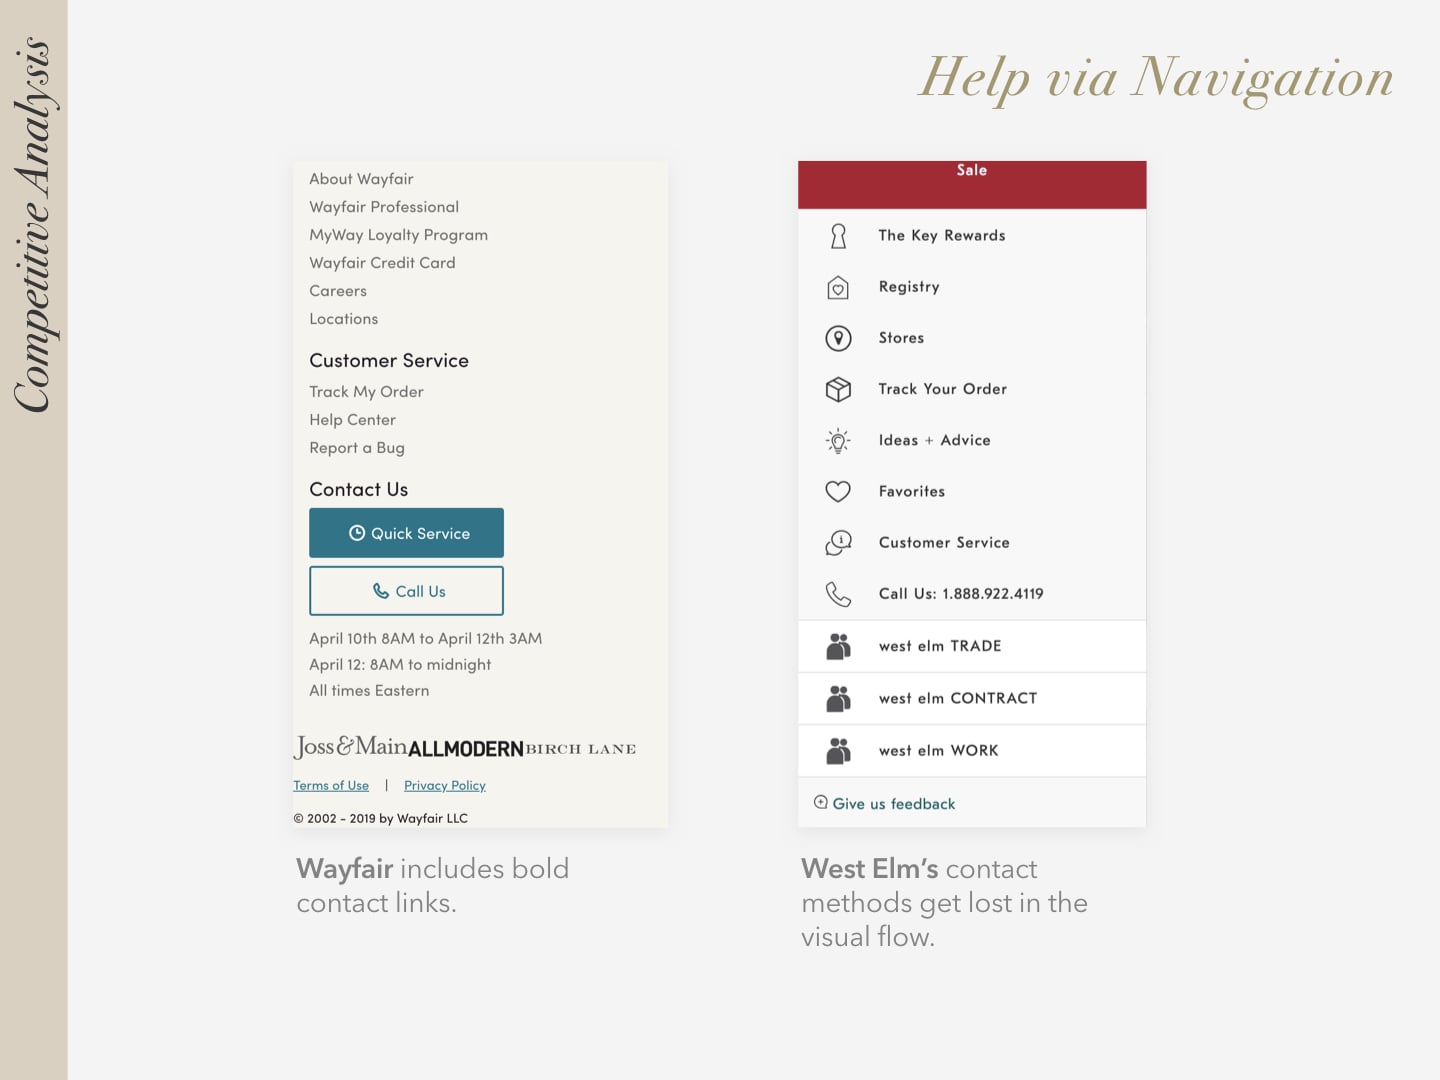 Competitive Analysis
Help via Navigation
About Wayfair
Wayfair Professional
MyWay Loyalty Program
Wayfair Credit Card
Careers
Locations
Customer Service
Track My Order
Help Center
Report a Bug
Contact Us
Quick Service
Call Us
April 10th 8AM to April 12th 3AM
April 12: 8AM to midnight
All times Eastern
Joss&Main ALLMODERN BIRCH LANE
Terms of Use | Privacy Policy
© 2002 - 2019 by Wayfair LLC
Wayfair includes bold
contact links.
Sale
The Key Rewards
Registry
Stores
Track Your Order
Ideas + Advice
Favorites
Customer Service
Call Us: 1.888.922.4119
west elm TRADE
west elm CONTRACT
west elm WORK
Give us feedback
West Elm’s contact
methods get lost in the
visual flow.